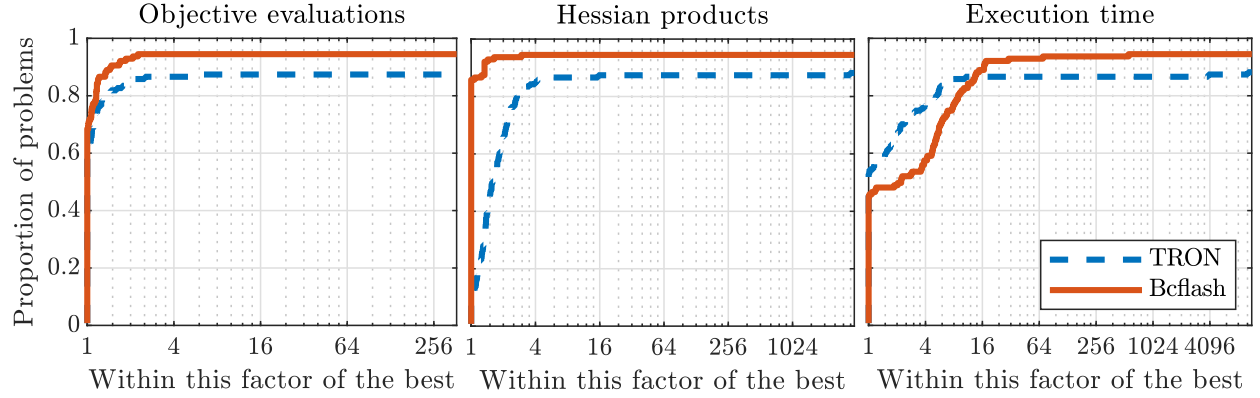 Objective evaluations
Hessian products
Execution time
Proportion of problems
1
0.8
0.6
0.4
0.2
0
1 4 16 64 256
1 4 16 64 256 1024
1 4 16 64 256 1024 4096
Within this factor of the best
Within this factor of the best
Within this factor of the best
TRON
Bcflash